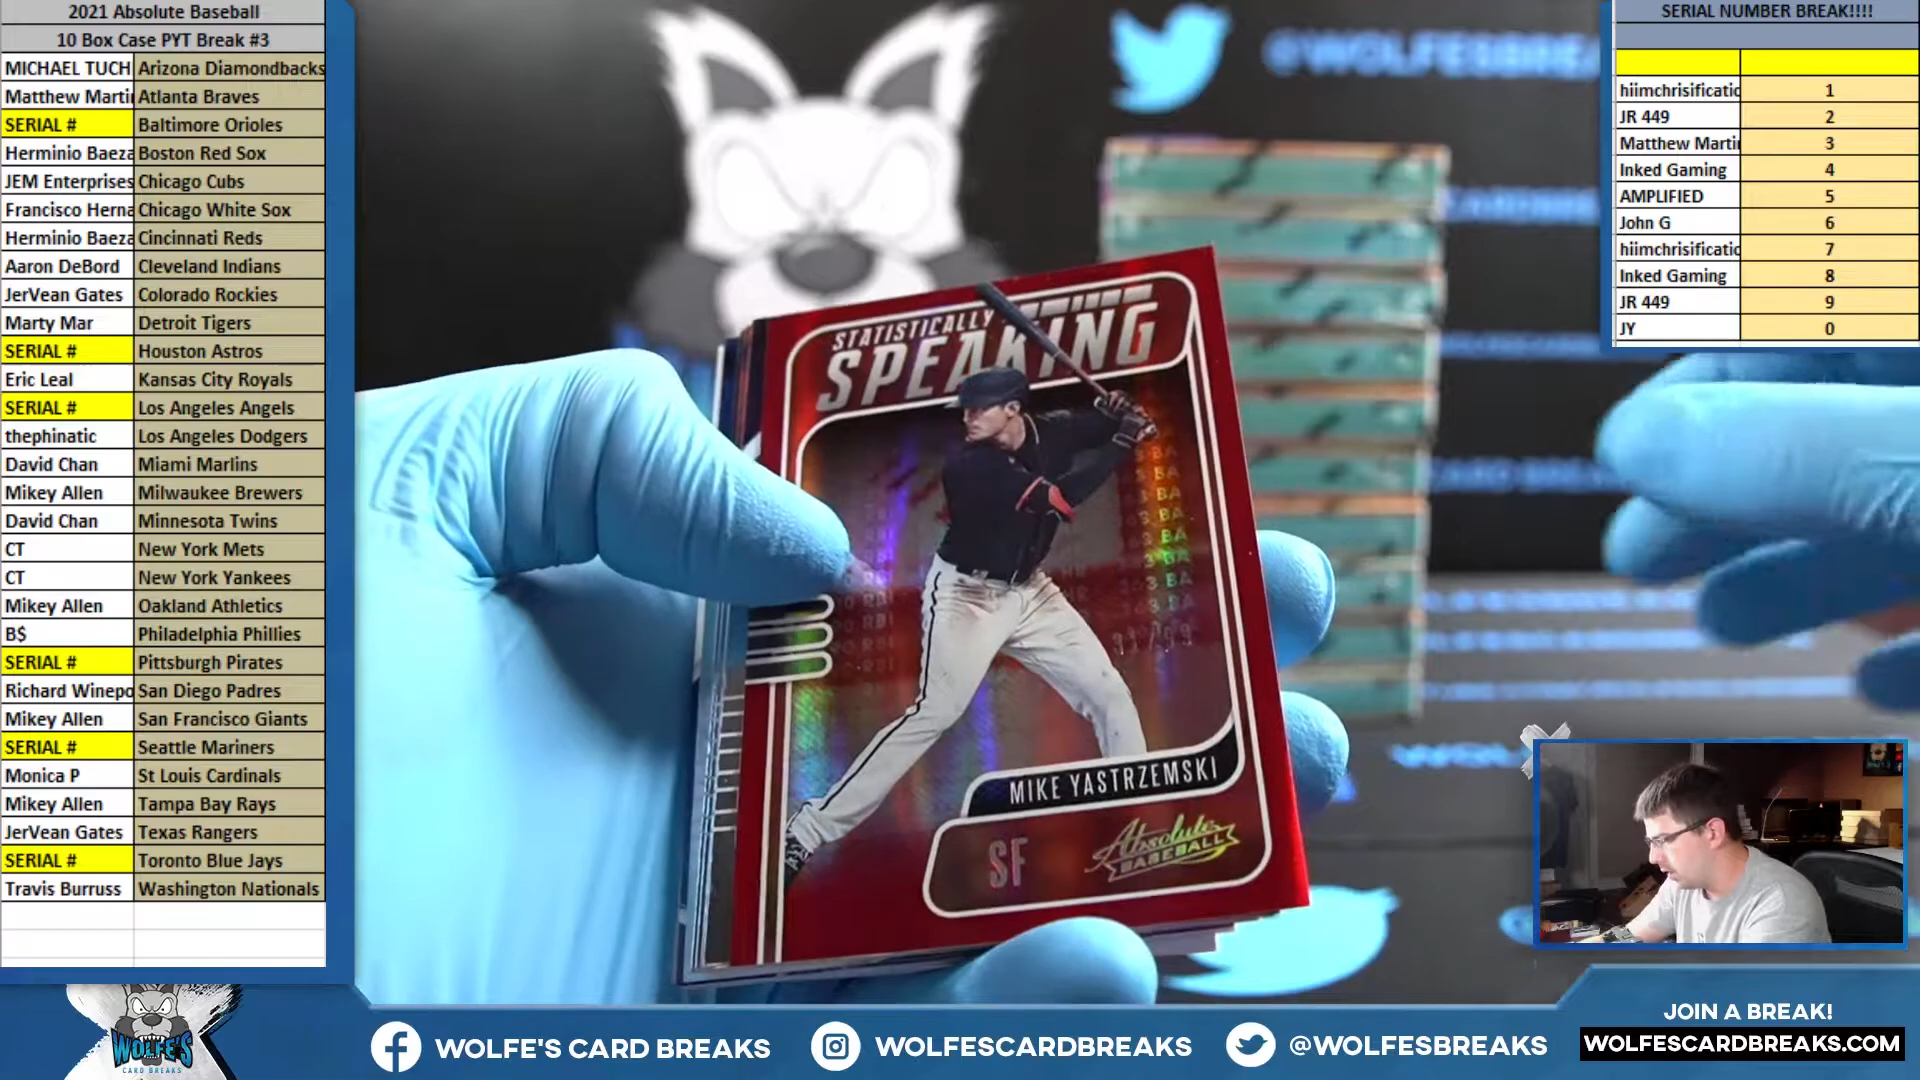 2021 Absolute Baseball
10 Box Case PYT Break #3
MICHAEL TUCH Arizona Diamondbacks
Matthew Marti Atlanta Braves
SERIAL # Baltimore Orioles
Herminio Baeza Boston Red Sox
JEM Enterprises Chicago Cubs
Francisco Herna Chicago White Sox
Herminio Baeza Cincinnati Reds
Aaron DeBord Cleveland Indians
JerVean Gates Colorado Rockies
Marty Mar Detroit Tigers
SERIAL # Houston Astros
Eric Leal Kansas City Royals
SERIAL # Los Angeles Angels
thephinatic Los Angeles Dodgers
David Chan Miami Marlins
Mikey Allen Milwaukee Brewers
David Chan Minnesota Twins
CT New York Mets
CT New York Yankees
Mikey Allen Oakland Athletics
B$ Philadelphia Phillies
SERIAL # Pittsburgh Pirates
Richard Winepo San Diego Padres
Mikey Allen San Francisco Giants
SERIAL # Seattle Mariners
Monica P St Louis Cardinals
Mikey Allen Tampa Bay Rays
JerVean Gates Texas Rangers
SERIAL # Toronto Blue Jays
Travis Burruss Washington Nationals
@WOLFESBREA
STATISTICALLY
SPEAKING
MIKE YASTRZEMSKI
SF
Absolute
BASEBALL
SERIAL NUMBER BREAK!!!!
hiimchrisificatio 1
JR 449 2
Matthew Marti 3
Inked Gaming 4
AMPLIFIED 5
John G 6
hiimchrisificatio 7
Inked Gaming 8
JR 449 9
JY 0
WOLFE'S
CARD BREAKS
WOLFE'S CARD BREAKS
WOLFESCARDBREAKS
@WOLFESBREAKS
JOIN A BREAK!
WOLFESCARDBREAKS.COM